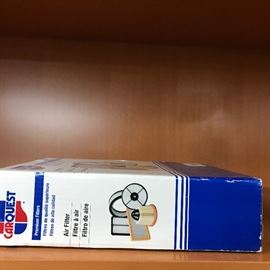 CARQUEST
Premium Filters
Filtres de qualité supérieure
Filtros de alta calidad
Air Filter
Filtre à air
Filtro de aire